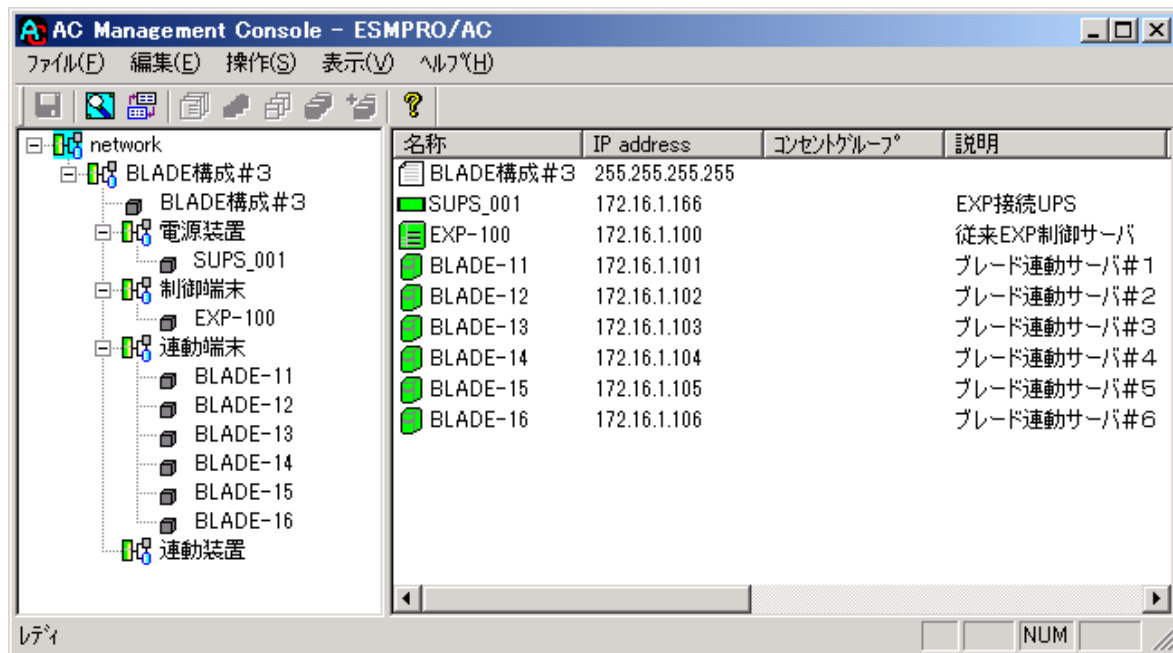 AC Management Console - ESMPRO/AC
ファイル(F) 編集(E) 操作(S) 表示(V) ヘルプ(H)
network
BLADE構成#3
BLADE構成#3
電源装置
SUPS_001
制御端末
EXP-100
連動端末
BLADE-11
BLADE-12
BLADE-13
BLADE-14
BLADE-15
BLADE-16
連動装置
名称 IP address コンセントグループ 説明
BLADE構成#3 255.255.255.255
SUPS_001 172.16.1.166 EXP接続UPS
EXP-100 172.16.1.100 従来EXP制御サーバ
BLADE-11 172.16.1.101 ブレード連動サーバ#1
BLADE-12 172.16.1.102 ブレード連動サーバ#2
BLADE-13 172.16.1.103 ブレード連動サーバ#3
BLADE-14 172.16.1.104 ブレード連動サーバ#4
BLADE-15 172.16.1.105 ブレード連動サーバ#5
BLADE-16 172.16.1.106 ブレード連動サーバ#6
レディ NUM